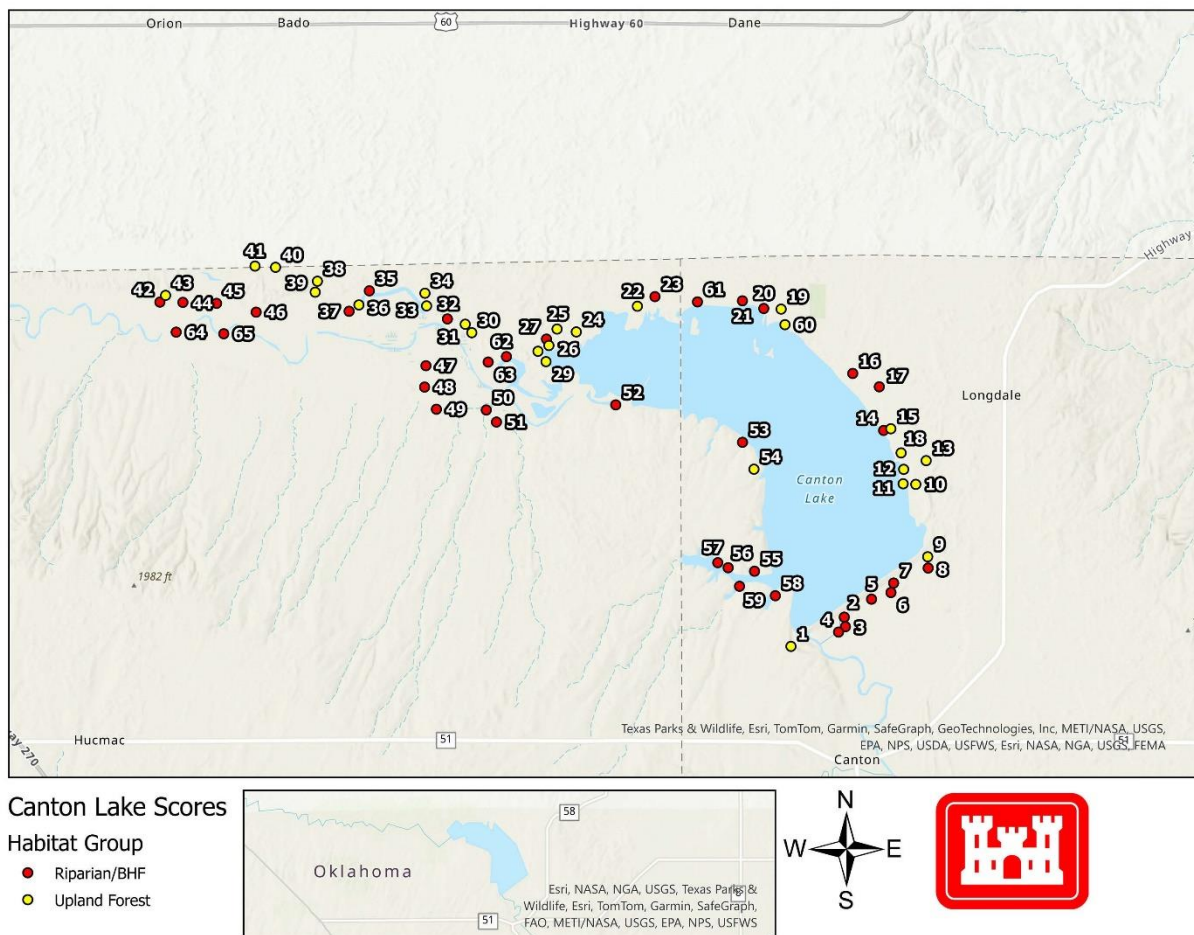 Orion
Bado
60
Highway 60
Dane
Highway
41
40
38
39
35
34
42
43
44
45
46
37
36
33
32
30
31
64
65
25
24
27
26
29
22
23
61
20
21
19
60
62
63
47
48
49
50
51
52
16
17
Longdale
14
15
18
13
12
11
10
53
54
Canton
Lake
1982 ft
57
56
55
59
58
9
8
7
5
6
2
4
3
1
Texas Parks & Wildlife, Esri, TomTom, Garmin, SafeGraph, GeoTechnologies, Inc, METI/NASA, USGS,
EPA, NPS, USDA, USFWS, Esri, NASA, NGA, USGS, FEMA
Hucmac
51
51
Canton
way 270
Canton Lake Scores
Habitat Group
Riparian/BHF
Upland Forest
58
Oklahoma
51
Esri, NASA, NGA, USGS, Texas Parks &
Wildlife, Esri, TomTom, Garmin, SafeGraph,
FAO, METI/NASA, USGS, EPA, NPS, USFWS
N
W
E
S